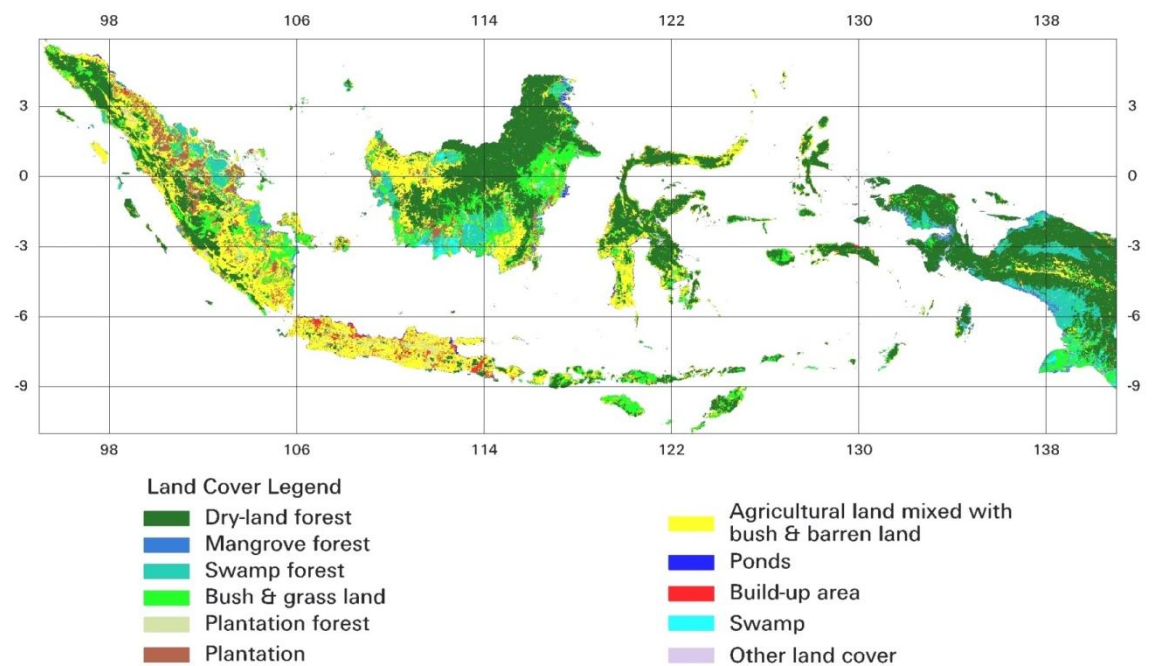 98 106 114 122 130 138
3 3
0 0
-3 -3
-6 -6
-9 -9
98 106 114 122 130 138
Land Cover Legend
Dry-land forest
Mangrove forest
Swamp forest
Bush & grass land
Plantation forest
Plantation
Agricultural land mixed with
bush & barren land
Ponds
Build-up area
Swamp
Other land cover